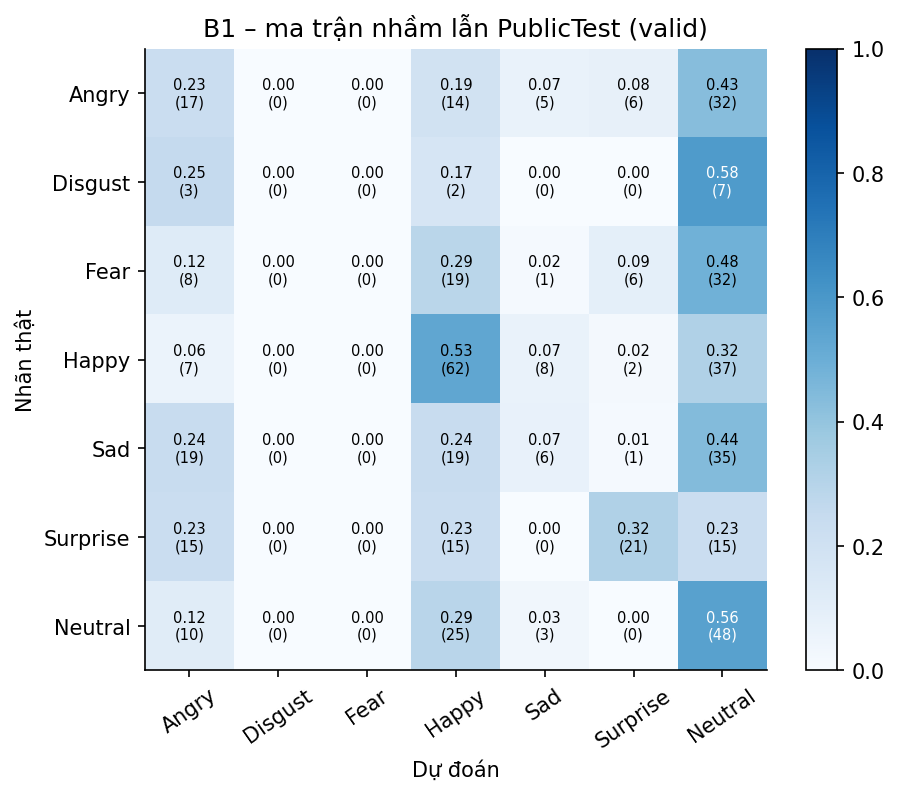 B1 – ma trận nhầm lẫn PublicTest (valid)
Nhãn thật
Angry
0.23 0.00 0.00 0.19 0.07 0.08 0.43
(17) (0) (0) (14) (5) (6) (32)
Disgust
0.25 0.00 0.00 0.17 0.00 0.00 0.58
(3) (0) (0) (2) (0) (0) (7)
Fear
0.12 0.00 0.00 0.29 0.02 0.09 0.48
(8) (0) (0) (19) (1) (6) (32)
Happy
0.06 0.00 0.00 0.53 0.07 0.02 0.32
(7) (0) (0) (62) (8) (2) (37)
Sad
0.24 0.00 0.00 0.24 0.07 0.01 0.44
(19) (0) (0) (19) (6) (1) (35)
Surprise
0.23 0.00 0.00 0.23 0.00 0.32 0.23
(15) (0) (0) (15) (0) (21) (15)
Neutral
0.12 0.00 0.00 0.29 0.03 0.00 0.56
(10) (0) (0) (25) (3) (0) (48)
Angry Disgust Fear Happy Sad Surprise Neutral
Dự đoán
1.0
0.8
0.6
0.4
0.2
0.0